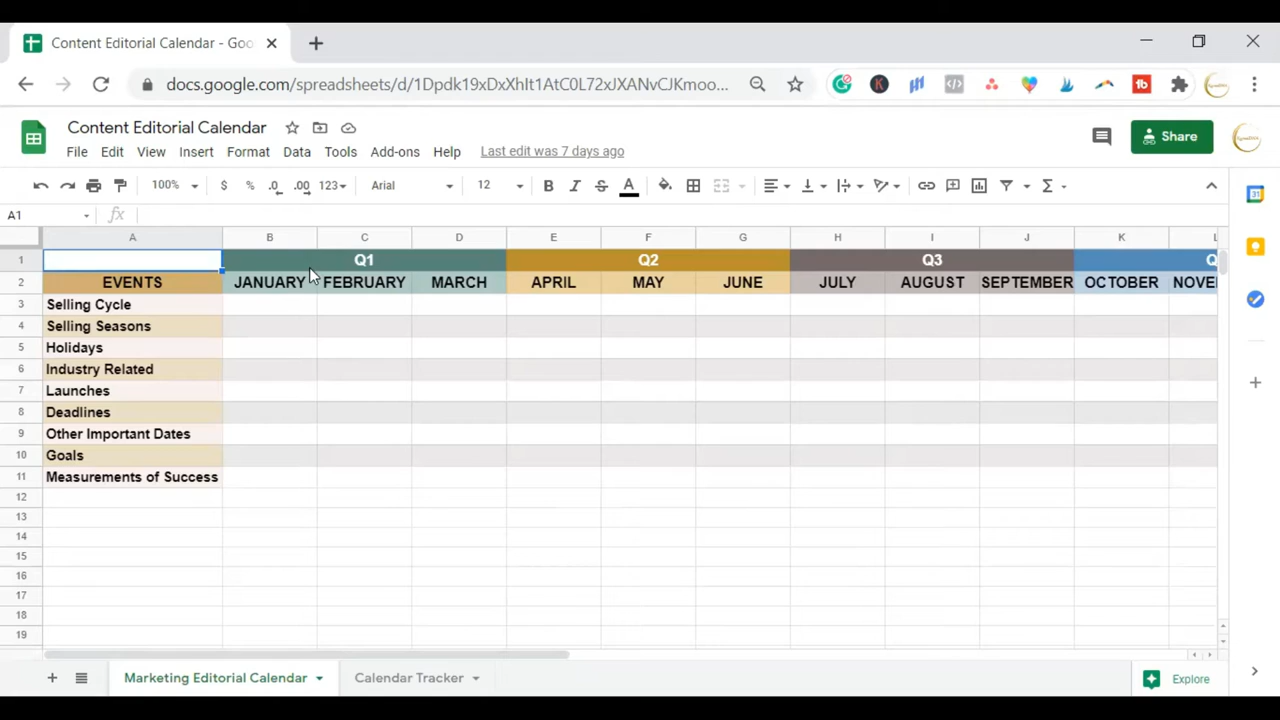 Content Editorial Calendar - Goo
docs.google.com/spreadsheets/d/1Dpdk19xDxXhIt1AtC0L72xJXANvCJKmoo...
Content Editorial Calendar
Share
File Edit View Insert Format Data Tools Add-ons Help Last edit was 7 days ago
100% $ % .0 .00 123 Arial 12 B I S A
A1 fx
A B C D E F G H I J K L
1 Q1 Q2 Q3 Q
2 EVENTS JANUARY FEBRUARY MARCH APRIL MAY JUNE JULY AUGUST SEPTEMBER OCTOBER NOVE
3 Selling Cycle
4 Selling Seasons
5 Holidays
6 Industry Related
7 Launches
8 Deadlines
9 Other Important Dates
10 Goals
11 Measurements of Success
12
13
14
15
16
17
18
19
Marketing Editorial Calendar Calendar Tracker Explore